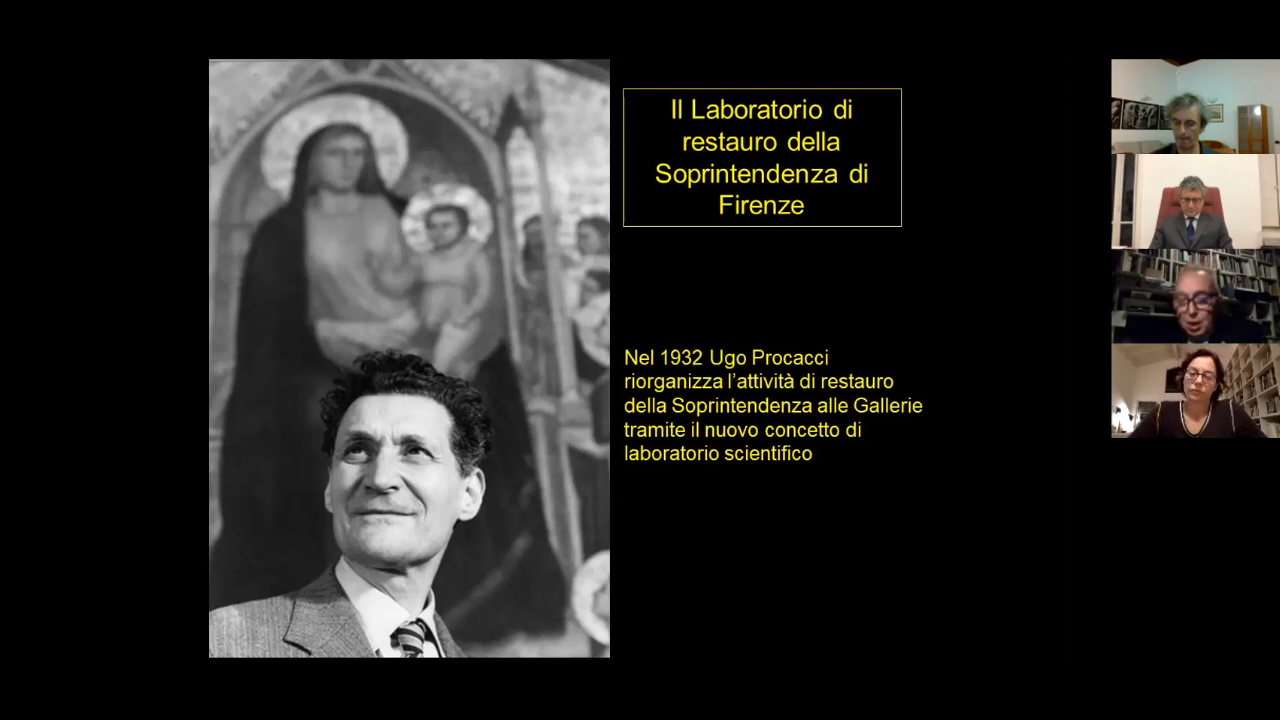 Il Laboratorio di
restauro della
Soprintendenza di
Firenze
Nel 1932 Ugo Procacci
riorganizza l’attività di restauro
della Soprintendenza alle Gallerie
tramite il nuovo concetto di
laboratorio scientifico